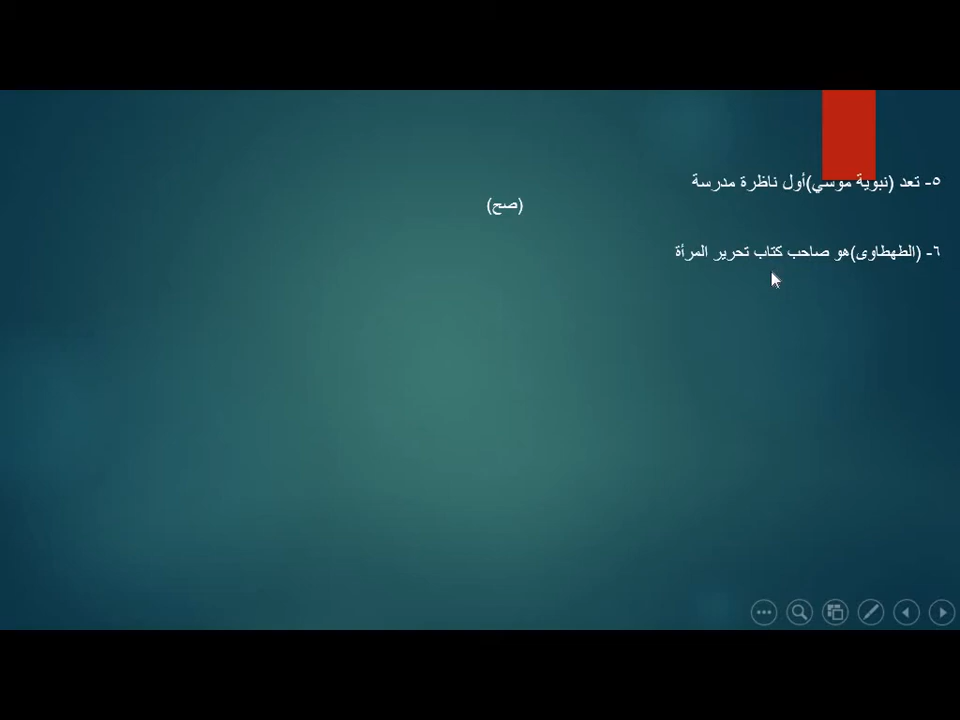 ٥- تعد (نبوية موسي)أول ناظرة مدرسة
(صح)
٦- (الطهطاوى)هو صاحب كتاب تحرير المرأة